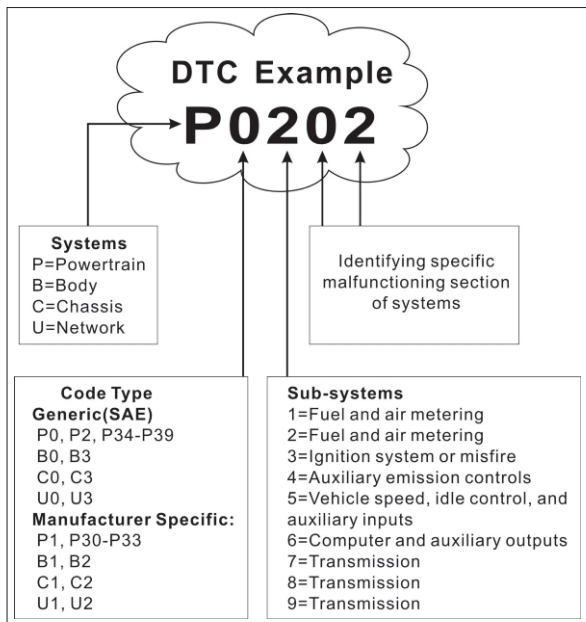 DTC Example
P0202
Systems
P=Powertrain
B=Body
C=Chassis
U=Network
Identifying specific
malfunctioning section
of systems
Code Type
Generic(SAE)
P0, P2, P34-P39
B0, B3
C0, C3
U0, U3
Manufacturer Specific:
P1, P30-P33
B1, B2
C1, C2
U1, U2
Sub-systems
1=Fuel and air metering
2=Fuel and air metering
3=Ignition system or misfire
4=Auxiliary emission controls
5=Vehicle speed, idle control, and
auxiliary inputs
6=Computer and auxiliary outputs
7=Transmission
8=Transmission
9=Transmission